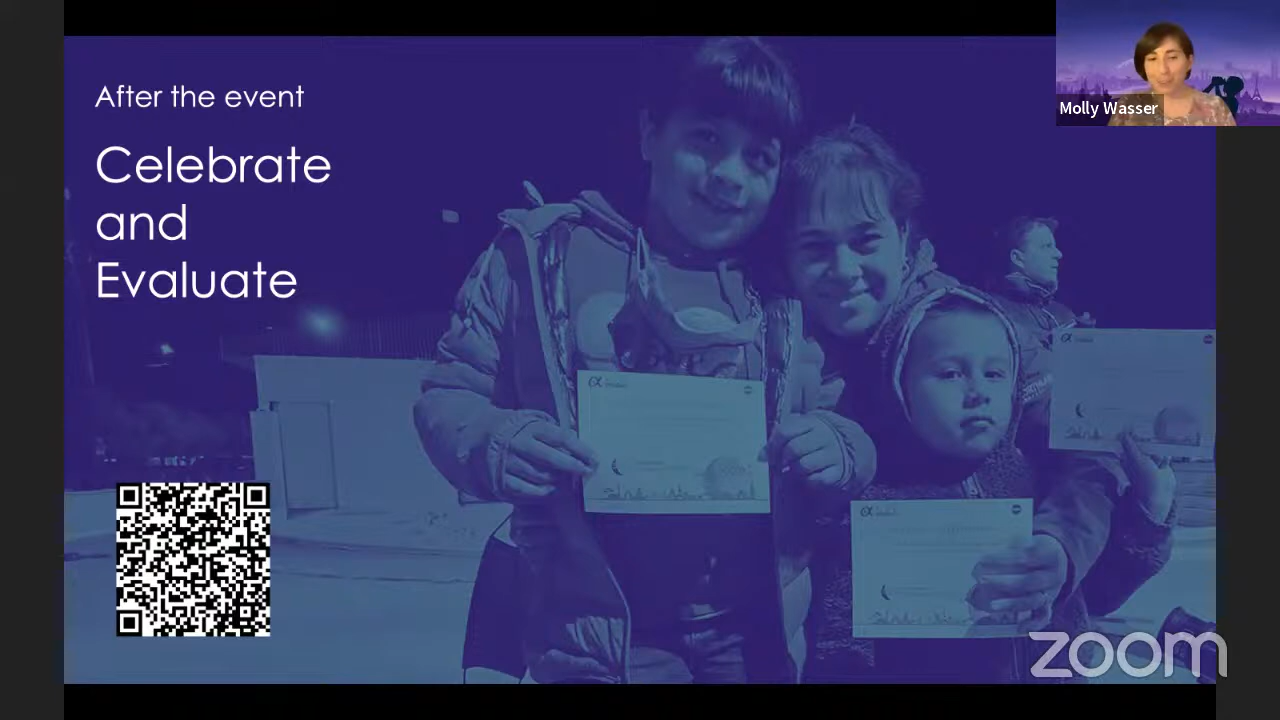 After the event
Celebrate
and
Evaluate
Molly Wasser
zoom